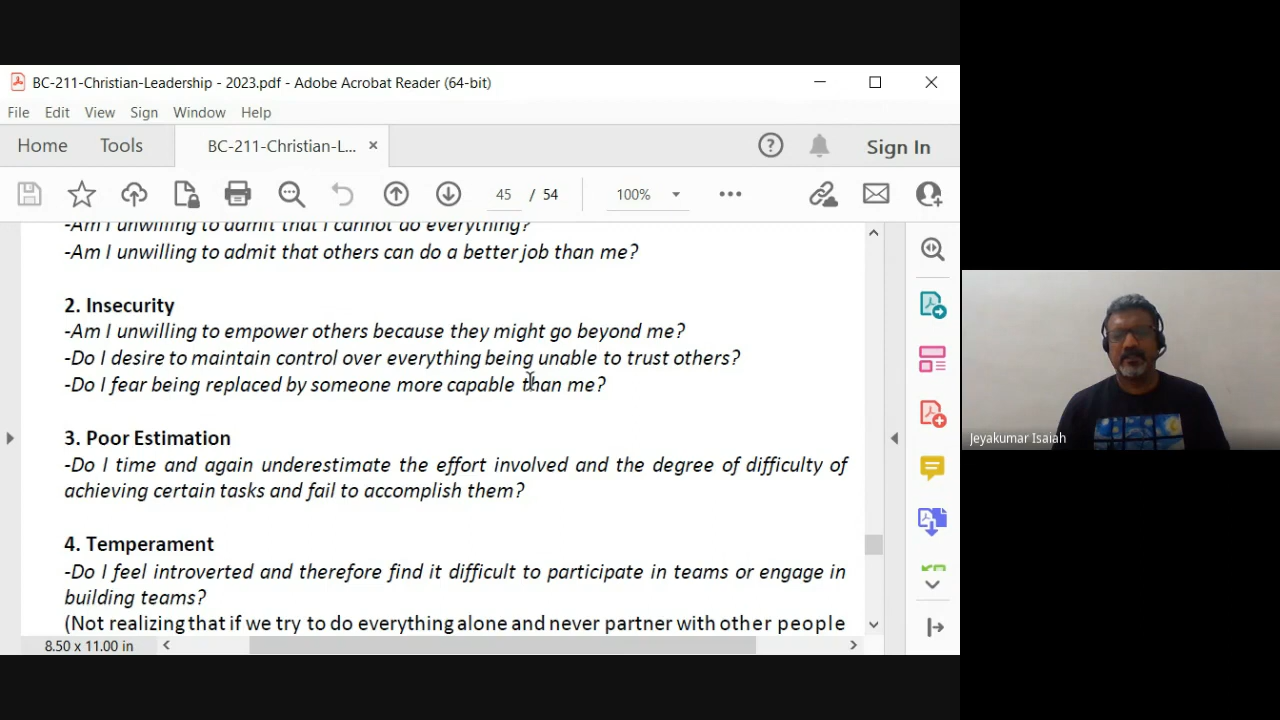 BC-211-Christian-Leadership - 2023.pdf - Adobe Acrobat Reader (64-bit)
File Edit View Sign Window Help
Home Tools BC-211-Christian-L... Sign In
45 / 54 100%
-Am I unwilling to admit that I cannot do everything?
-Am I unwilling to admit that others can do a better job than me?
2. Insecurity
-Am I unwilling to empower others because they might go beyond me?
-Do I desire to maintain control over everything being unable to trust others?
-Do I fear being replaced by someone more capable than me?
3. Poor Estimation
-Do I time and again underestimate the effort involved and the degree of difficulty of
achieving certain tasks and fail to accomplish them?
4. Temperament
-Do I feel introverted and therefore find it difficult to participate in teams or engage in
building teams?
(Not realizing that if we try to do everything alone and never partner with other people
8.50 x 11.00 in
Jeyakumar Isaiah